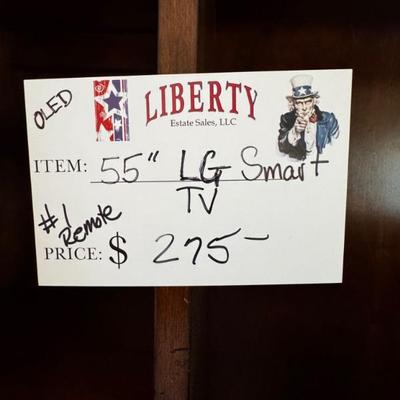 OLED
LIBERTY
Estate Sales, LLC
ITEM: 55" LG Smart
TV
#1
Remote
PRICE: $ 275-